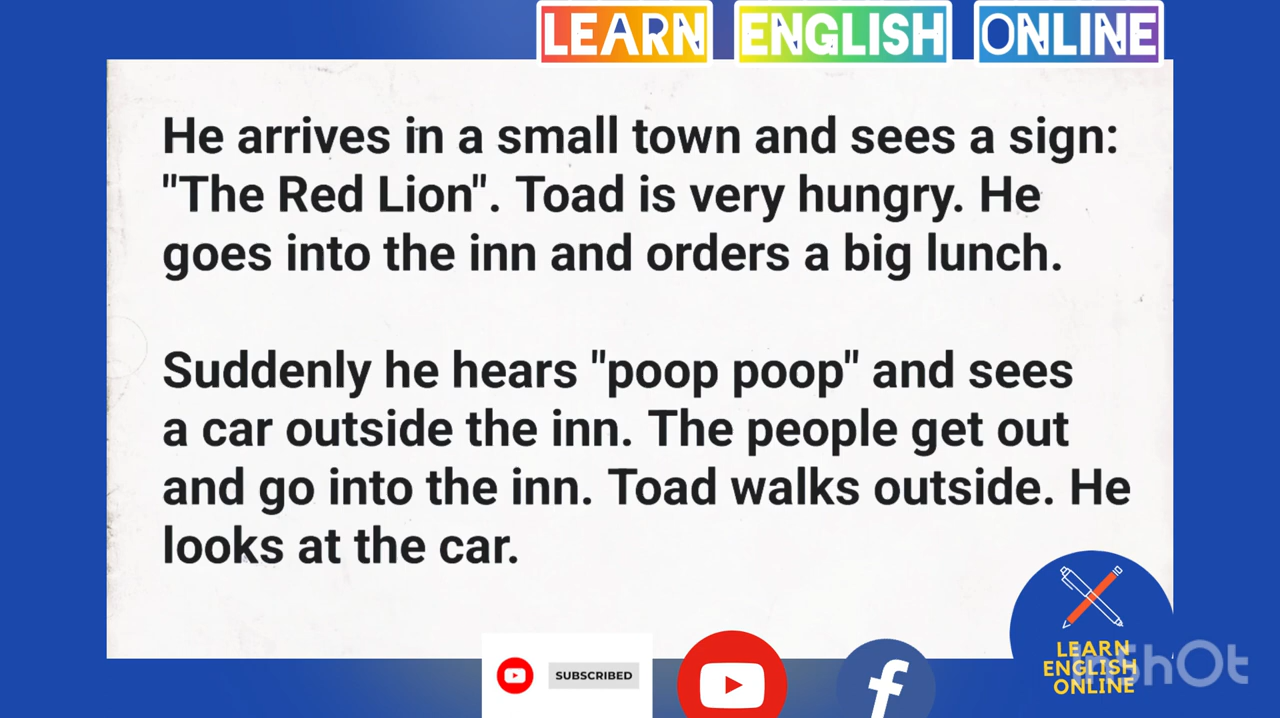 LEARN ENGLISH ONLINE
He arrives in a small town and sees a sign:
"The Red Lion". Toad is very hungry. He
goes into the inn and orders a big lunch.
Suddenly he hears "poop poop" and sees
a car outside the inn. The people get out
and go into the inn. Toad walks outside. He
looks at the car.
SUBSCRIBED
f
LEARN
ENGLISH
ONLINE
InShOt